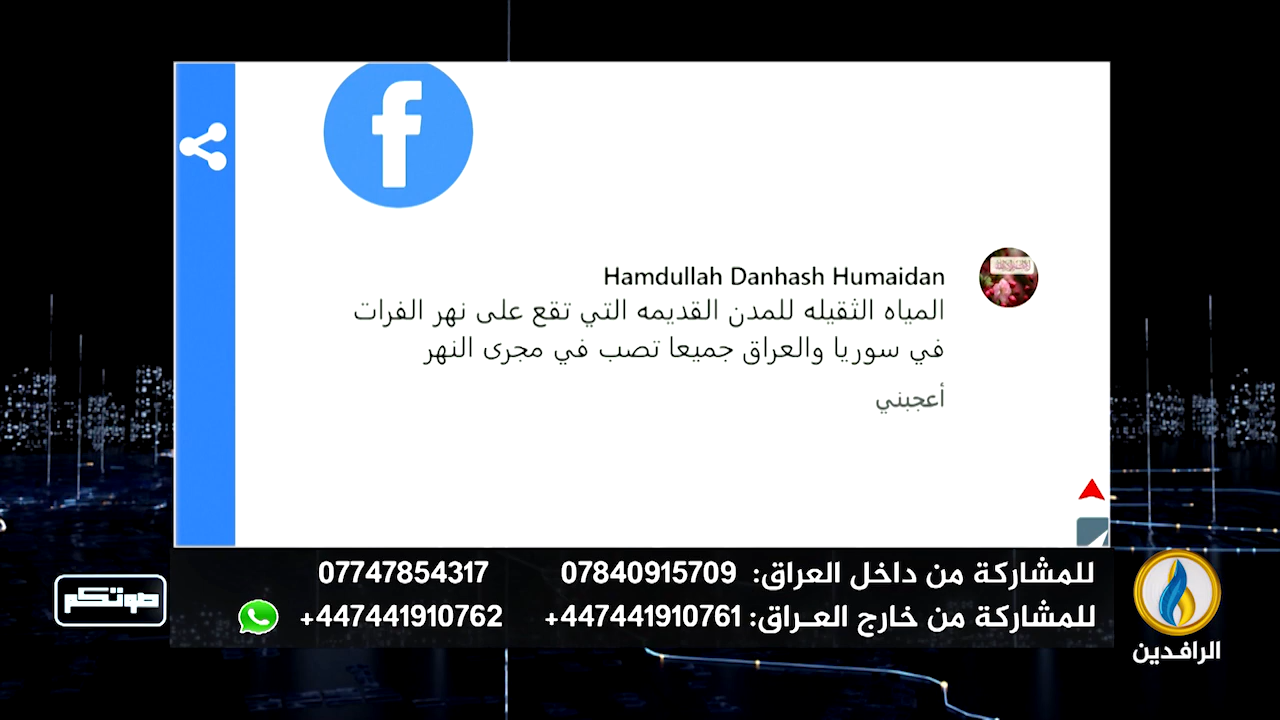 Hamdullah Danhash Humaidan
المياه الثقيله للمدن القديمه التي تقع على نهر الفرات
في سوريا والعراق جميعا تصب في مجرى النهر
أعجبني
للمشاركة من داخل العراق: 07840915709 07747854317
للمشاركة من خارج العـراق: 447441910761+ 447441910762+
صوتكم
الرافدين